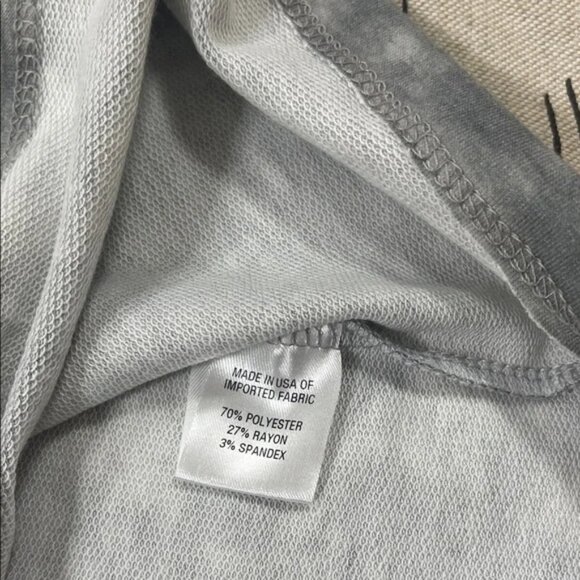 MADE IN USA OF
IMPORTED FABRIC
70% POLYESTER
27% RAYON
3% SPANDEX